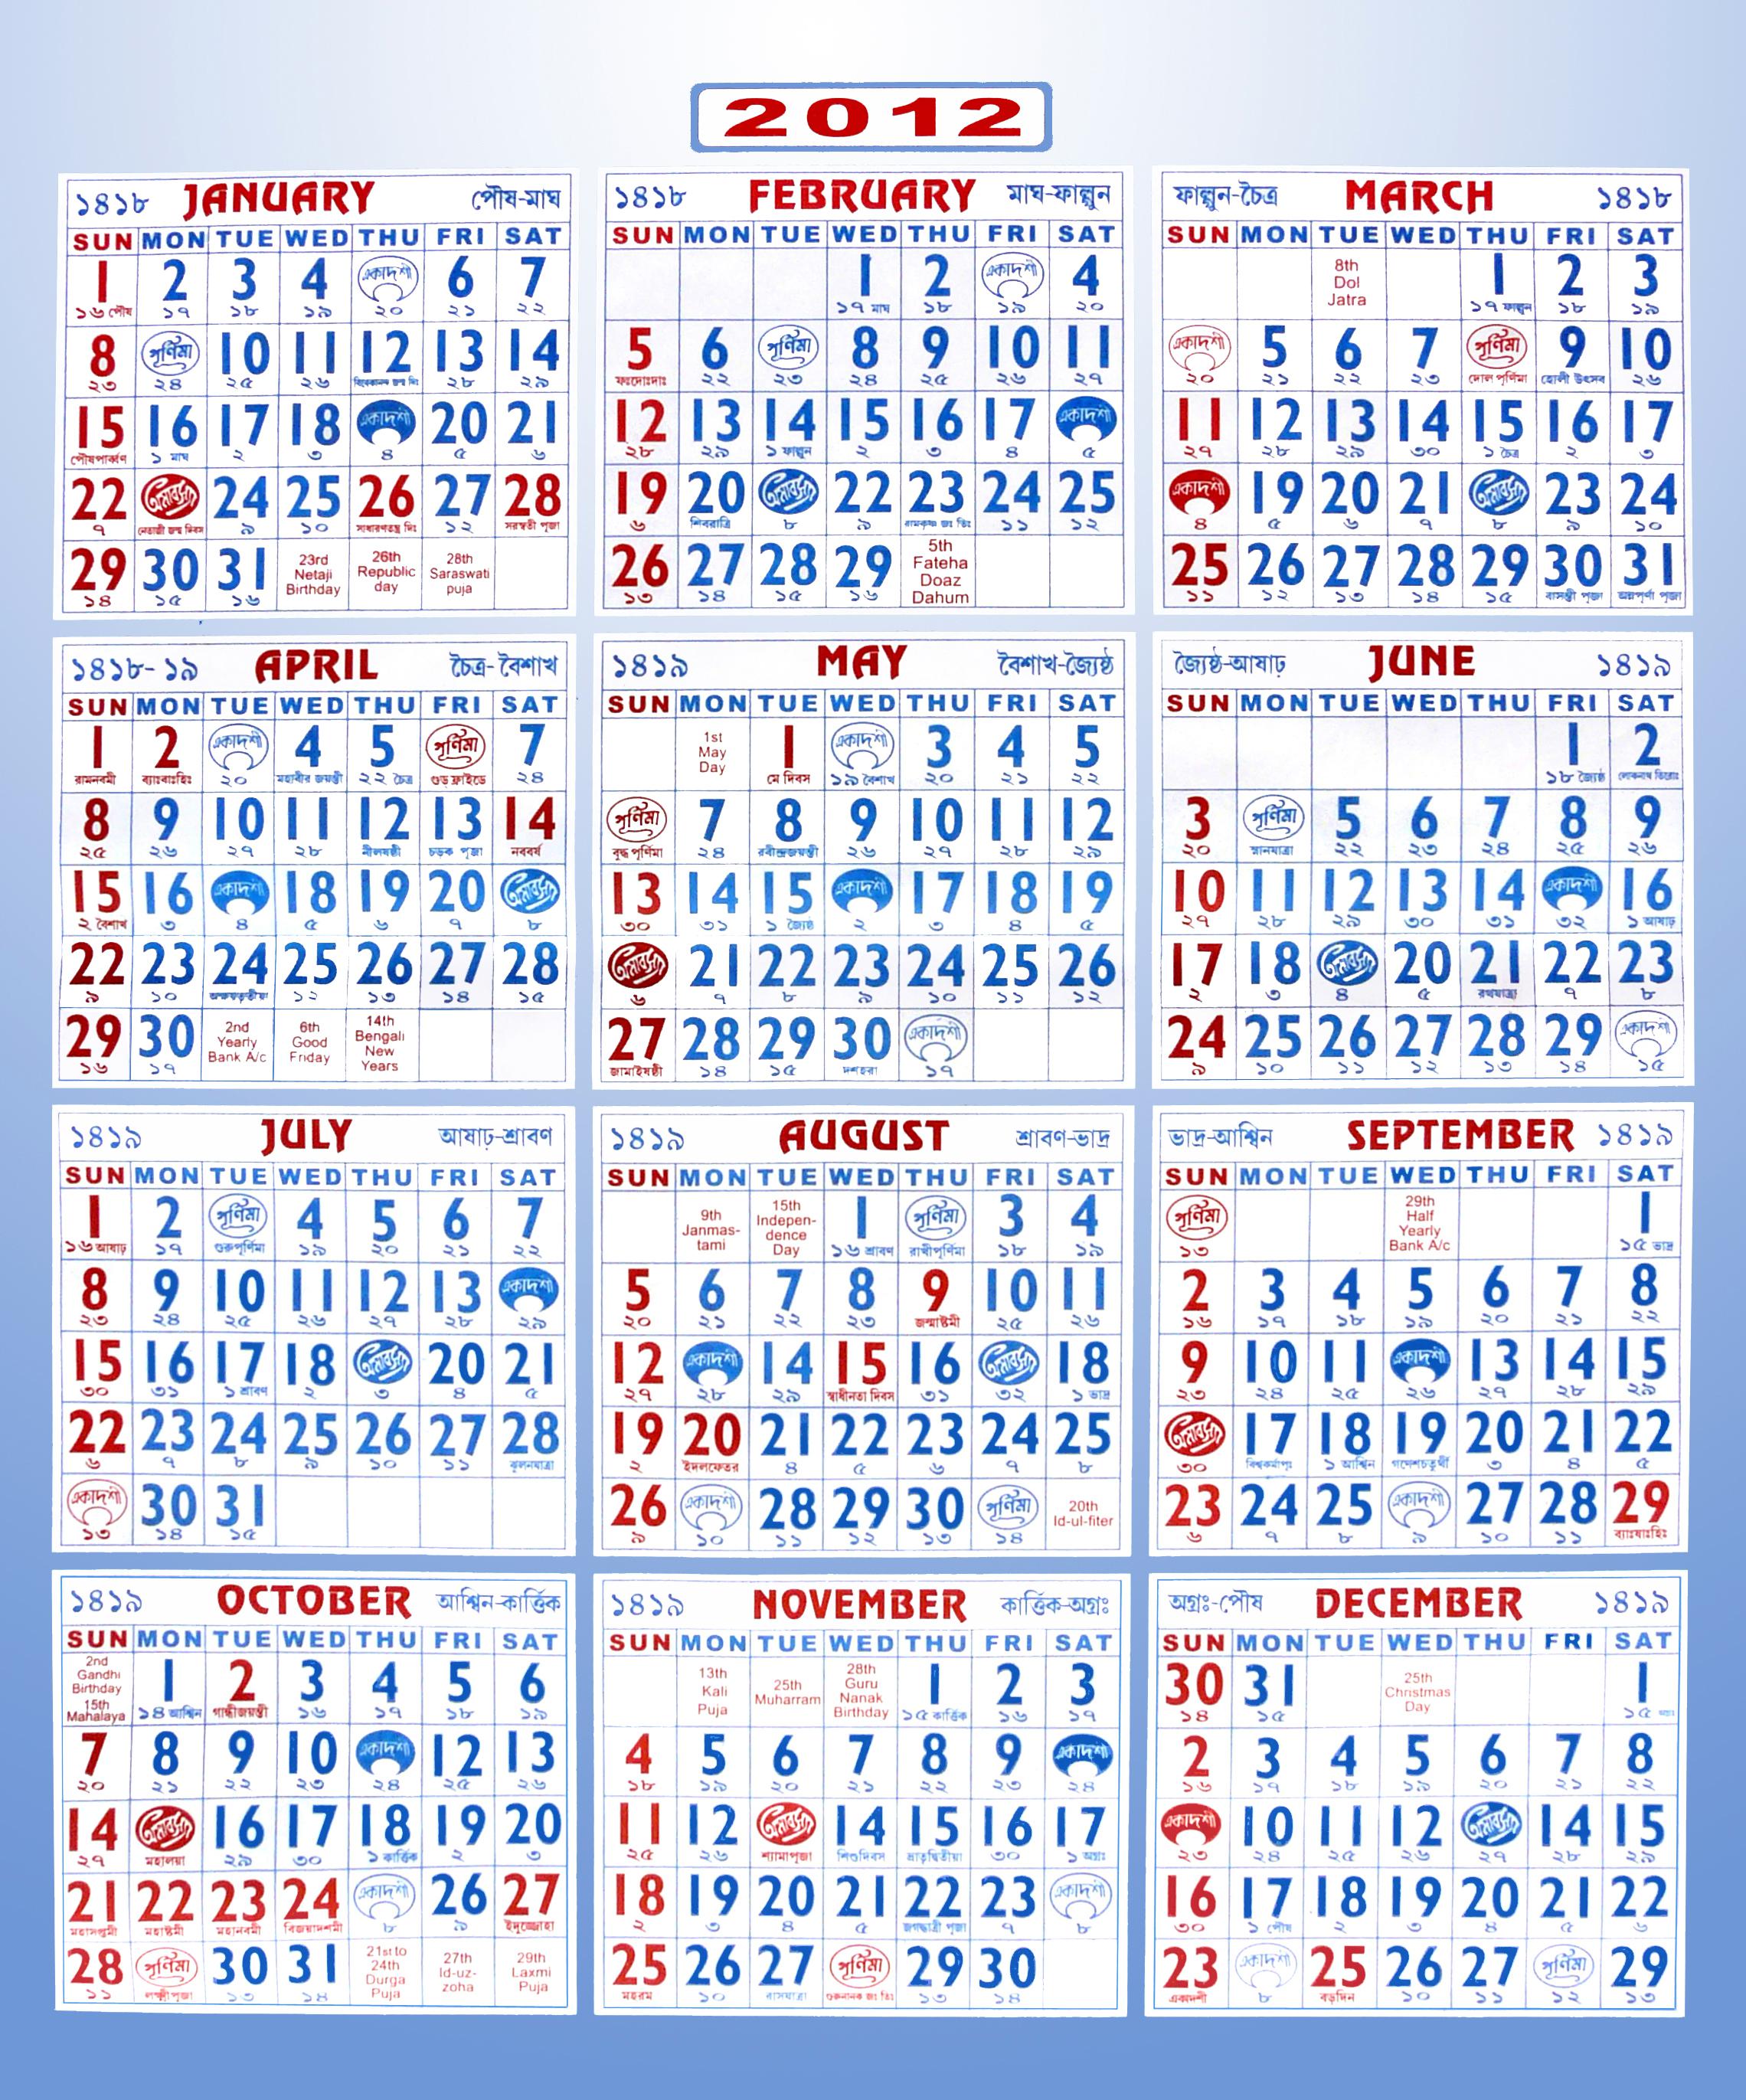 2012
১৪১৮ JANUARY পৌষ-মাঘ
SUN MON TUE WED THU FRI SAT
1 2 3 4 একাদশী 6 7
১৬ পৌষ ১৭ ১৮ ১৯ ২০ ২১ ২২
8 পূর্ণিমা 10 11 12 13 14
২৩ ২৪ ২৫ ২৬ বিবেকানন্দ জন্ম দিঃ ২৮ ২৯
15 16 17 18 একাদশী 20 21
পৌষপার্ব্বণ ১ মাঘ ২ ৩ ৪ ৫ ৬
22 অমাবস্যা 24 25 26 27 28
৭ নেতাজী জন্ম দিবস ৯ ১০ সাধারণতন্ত্র দিঃ ১২ সরস্বতী পূজা
29 30 31 23rd Netaji Birthday 26th Republic day 28th Saraswati puja
১৪ ১৫ ১৬
১৪১৮ FEBRUARY মাঘ-ফাল্গুন
SUN MON TUE WED THU FRI SAT
1 2 একাদশী 4
১৭ মাঘ ১৮ ১৯ ২০
5 6 পূর্ণিমা 8 9 10 11
ফঃদোঃদাঃ ২২ ২৩ ২৪ ২৫ ২৬ ২৭
12 13 14 15 16 17 একাদশী
২৮ ২৯ ১ ফাল্গুন ২ ৩ ৪ ৫
19 20 অমাবস্যা 22 23 24 25
৬ শিবরাত্রি ৮ ৯ রামকৃষ্ণ জঃ তিঃ ১১ ১২
26 27 28 29 5th Fateha Doaz Dahum
১৩ ১৪ ১৫ ১৬
ফাল্গুন-চৈত্র MARCH ১৪১৮
SUN MON TUE WED THU FRI SAT
8th Dol Jatra 1 2 3
১৭ ফাল্গুন ১৮ ১৯
একাদশী 5 6 7 পূর্ণিমা 9 10
২০ ২১ ২২ ২৩ দোল পূর্ণিমা হোলী উৎসব ২৬
11 12 13 14 15 16 17
২৭ ২৮ ২৯ ৩০ ১ চৈত্র ২ ৩
একাদশী 19 20 21 অমাবস্যা 23 24
৪ ৫ ৬ ৭ ৮ ৯ ১০
25 26 27 28 29 30 31
১১ ১২ ১৩ ১৪ ১৫ বাসন্তী পূজা অন্নপূর্ণা পূজা
১৪১৮-১৯ APRIL চৈত্র-বৈশাখ
SUN MON TUE WED THU FRI SAT
1 2 একাদশী 4 5 পূর্ণিমা 7
রামনবমী ব্যাঃবাঃহিঃ ২০ মহাবীর জয়ন্তী ২২ চৈত্র গুড ফ্রাইডে ২৪
8 9 10 11 12 13 14
২৫ ২৬ ২৭ ২৮ নীলষষ্ঠী চড়ক পূজা নববর্ষ
15 16 একাদশী 18 19 20 অমাবস্যা
২ বৈশাখ ৩ ৪ ৫ ৬ ৭ ৮
22 23 24 25 26 27 28
৯ ১০ অক্ষয়তৃতীয়া ১২ ১৩ ১৪ ১৫
29 30 2nd Yearly Bank A/c 6th Good Friday 14th Bengali New Years
১৬ ১৭
১৪১৯ MAY বৈশাখ-জ্যৈষ্ঠ
SUN MON TUE WED THU FRI SAT
1st May Day 1 একাদশী 3 4 5
মে দিবস ১৯ বৈশাখ ২০ ২১ ২২
পূর্ণিমা 7 8 9 10 11 12
বুদ্ধ পূর্ণিমা ২৪ রবীন্দ্রজয়ন্তী ২৬ ২৭ ২৮ ২৯
13 14 15 একাদশী 17 18 19
৩০ ৩১ ১ জ্যৈষ্ঠ ২ ৩ ৪ ৫
অমাবস্যা 21 22 23 24 25 26
৬ ৭ ৮ ৯ ১০ ১১ ১২
27 28 29 30 একাদশী
জামাইষষ্ঠী ১৪ ১৫ দশহরা ১৭
জ্যৈষ্ঠ-আষাঢ় JUNE ১৪১৯
SUN MON TUE WED THU FRI SAT
1 2
১৮ জ্যৈষ্ঠ লোকনাথ তিরোঃ
3 পূর্ণিমা 5 6 7 8 9
২০ স্নানযাত্রা ২২ ২৩ ২৪ ২৫ ২৬
10 11 12 13 14 একাদশী 16
২৭ ২৮ ২৯ ৩০ ৩১ ৩২ ১ আষাঢ়
17 18 অমাবস্যা 20 21 22 23
২ ৩ ৪ ৫ রথযাত্রা ৭ ৮
24 25 26 27 28 29 একাদশী
৯ ১০ ১১ ১২ ১৩ ১৪ ১৫
১৪১৯ JULY আষাঢ়-শ্রাবণ
SUN MON TUE WED THU FRI SAT
1 2 পূর্ণিমা 4 5 6 7
১৬ আষাঢ় ১৭ গুরুপূর্ণিমা ১৯ ২০ ২১ ২২
8 9 10 11 12 13 একাদশী
২৩ ২৪ ২৫ ২৬ ২৭ ২৮ ২৯
15 16 17 18 অমাবস্যা 20 21
৩০ ৩১ ১ শ্রাবণ ২ ৩ ৪ ৫
22 23 24 25 26 27 28
৬ ৭ ৮ ৯ ১০ ১১ ঝুলনযাত্রা
একাদশী 30 31
১৩ ১৪ ১৫
১৪১৯ AUGUST শ্রাবণ-ভাদ্র
SUN MON TUE WED THU FRI SAT
9th Janmas-tami 15th Indepen-dence Day 1 পূর্ণিমা 3 4
১৬ শ্রাবণ রাখীপূর্ণিমা ১৮ ১৯
5 6 7 8 9 10 11
২০ ২১ ২২ ২৩ জন্মাষ্টমী ২৫ ২৬
12 একাদশী 14 15 16 অমাবস্যা 18
২৭ ২৮ ২৯ স্বাধীনতা দিবস ৩১ ৩২ ১ ভাদ্র
19 20 21 22 23 24 25
২ ইদলফেতর ৪ ৫ ৬ ৭ ৮
26 একাদশী 28 29 30 পূর্ণিমা 20th Id-ul-fiter
৯ ১০ ১১ ১২ ১৩ ১৪
ভাদ্র-আশ্বিন SEPTEMBER ১৪১৯
SUN MON TUE WED THU FRI SAT
পূর্ণিমা 29th Half Yearly Bank A/c 1
১৩ ১৫ ভাদ্র
2 3 4 5 6 7 8
১৬ ১৭ ১৮ ১৯ ২০ ২১ ২২
9 10 11 একাদশী 13 14 15
২৩ ২৪ ২৫ ২৬ ২৭ ২৮ ২৯
অমাবস্যা 17 18 19 20 21 22
৩০ বিশ্বকর্মাপূঃ ১ আশ্বিন গণেশচতুর্থী ৩ ৪ ৫
23 24 25 একাদশী 27 28 29
৬ ৭ ৮ ৯ ১০ ১১ ব্যাঃষাঃহিঃ
১৪১৯ OCTOBER আশ্বিন-কার্ত্তিক
SUN MON TUE WED THU FRI SAT
2nd Gandhi Birthday 15th Mahalaya 1 2 3 4 5 6
১৪ আশ্বিন গান্ধীজয়ন্তী ১৬ ১৭ ১৮ ১৯
7 8 9 10 একাদশী 12 13
২০ ২১ ২২ ২৩ ২৪ ২৫ ২৬
14 অমাবস্যা 16 17 18 19 20
২৭ মহালয়া ২৯ ৩০ ১ কার্ত্তিক ২ ৩
21 22 23 24 একাদশী 26 27
মহাসপ্তমী মহাষ্টমী মহানবমী বিজয়াদশমী ৮ ৯ ইদুজ্জোহা
28 পূর্ণিমা 30 31 21st to 24th Durga Puja 27th Id-uz-zoha 29th Laxmi Puja
১১ লক্ষ্মীপূজা ১৩ ১৪
১৪১৯ NOVEMBER কার্ত্তিক-অগ্রঃ
SUN MON TUE WED THU FRI SAT
13th Kali Puja 25th Muharram 28th Guru Nanak Birthday 1 2 3
১৫ কার্ত্তিক ১৬ ১৭
4 5 6 7 8 9 একাদশী
১৮ ১৯ ২০ ২১ ২২ ২৩ ২৪
11 12 অমাবস্যা 14 15 16 17
২৫ ২৬ শ্যামাপূজা শিশুদিবস ভ্রাতৃদ্বিতীয়া ৩০ ১ অগ্রঃ
18 19 20 21 22 23 একাদশী
২ ৩ ৪ ৫ জগদ্ধাত্রী পূজা ৭ ৮
25 26 27 পূর্ণিমা 29 30
মহরম ১০ রাসযাত্রা গুরুনানক জঃ তিঃ ১৩ ১৪
অগ্রঃ-পৌষ DECEMBER ১৪১৯
SUN MON TUE WED THU FRI SAT
30 31 25th Christmas Day 1
১৪ ১৫ ১৫ অগ্রঃ
2 3 4 5 6 7 8
১৬ ১৭ ১৮ ১৯ ২০ ২১ ২২
একাদশী 10 11 12 অমাবস্যা 14 15
২৩ ২৪ ২৫ ২৬ ২৭ ২৮ ২৯
16 17 18 19 20 21 22
৩০ ১ পৌষ ২ ৩ ৪ ৫ ৬
23 একাদশী 25 26 27 পূর্ণিমা 29
একাদশী ৮ বড়দিন ১০ ১১ ১২ ১৩